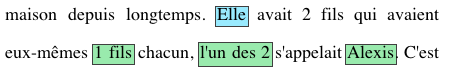 maison depuis longtemps. Elle avait 2 fils qui avaient
eux-mêmes 1 fils chacun, l'un des 2 s'appelait Alexis. C'est